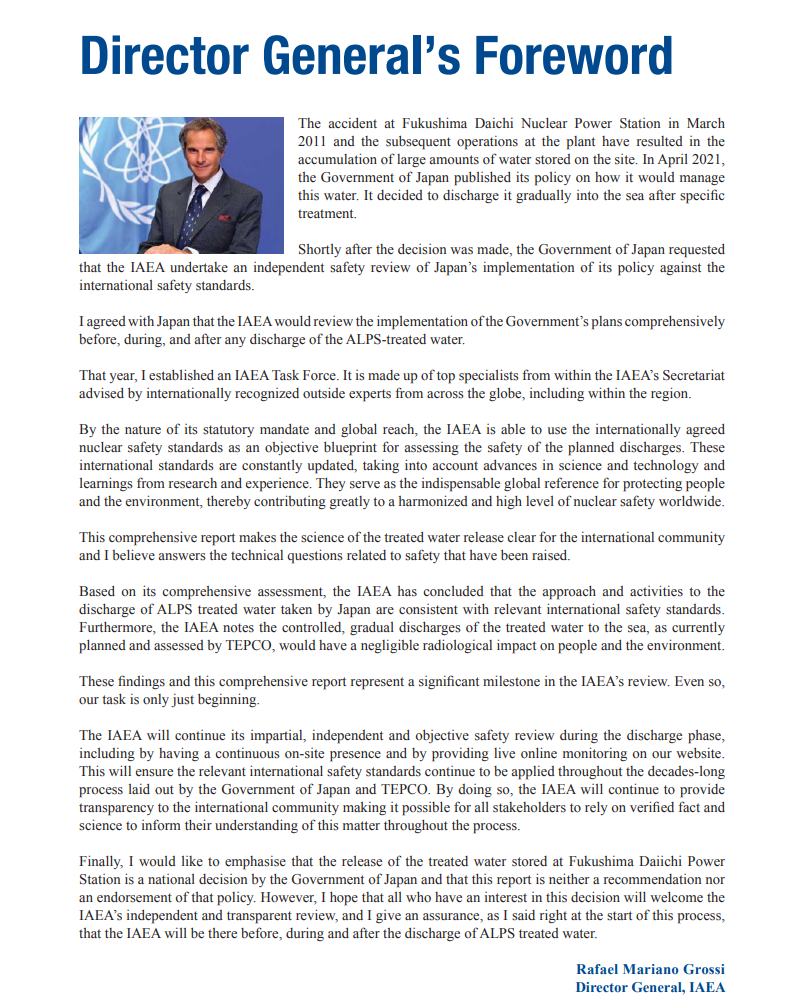 Director General’s Foreword
The accident at Fukushima Daichi Nuclear Power Station in March
2011 and the subsequent operations at the plant have resulted in the
accumulation of large amounts of water stored on the site. In April 2021,
the Government of Japan published its policy on how it would manage
this water. It decided to discharge it gradually into the sea after specific
treatment.
Shortly after the decision was made, the Government of Japan requested
that the IAEA undertake an independent safety review of Japan’s implementation of its policy against the
international safety standards.
I agreed with Japan that the IAEA would review the implementation of the Government’s plans comprehensively
before, during, and after any discharge of the ALPS-treated water.
That year, I established an IAEA Task Force. It is made up of top specialists from within the IAEA’s Secretariat
advised by internationally recognized outside experts from across the globe, including within the region.
By the nature of its statutory mandate and global reach, the IAEA is able to use the internationally agreed
nuclear safety standards as an objective blueprint for assessing the safety of the planned discharges. These
international standards are constantly updated, taking into account advances in science and technology and
learnings from research and experience. They serve as the indispensable global reference for protecting people
and the environment, thereby contributing greatly to a harmonized and high level of nuclear safety worldwide.
This comprehensive report makes the science of the treated water release clear for the international community
and I believe answers the technical questions related to safety that have been raised.
Based on its comprehensive assessment, the IAEA has concluded that the approach and activities to the
discharge of ALPS treated water taken by Japan are consistent with relevant international safety standards.
Furthermore, the IAEA notes the controlled, gradual discharges of the treated water to the sea, as currently
planned and assessed by TEPCO, would have a negligible radiological impact on people and the environment.
These findings and this comprehensive report represent a significant milestone in the IAEA’s review. Even so,
our task is only just beginning.
The IAEA will continue its impartial, independent and objective safety review during the discharge phase,
including by having a continuous on-site presence and by providing live online monitoring on our website.
This will ensure the relevant international safety standards continue to be applied throughout the decades-long
process laid out by the Government of Japan and TEPCO. By doing so, the IAEA will continue to provide
transparency to the international community making it possible for all stakeholders to rely on verified fact and
science to inform their understanding of this matter throughout the process.
Finally, I would like to emphasise that the release of the treated water stored at Fukushima Daiichi Power
Station is a national decision by the Government of Japan and that this report is neither a recommendation nor
an endorsement of that policy. However, I hope that all who have an interest in this decision will welcome the
IAEA’s independent and transparent review, and I give an assurance, as I said right at the start of this process,
that the IAEA will be there before, during and after the discharge of ALPS treated water.
Rafael Mariano Grossi
Director General, IAEA